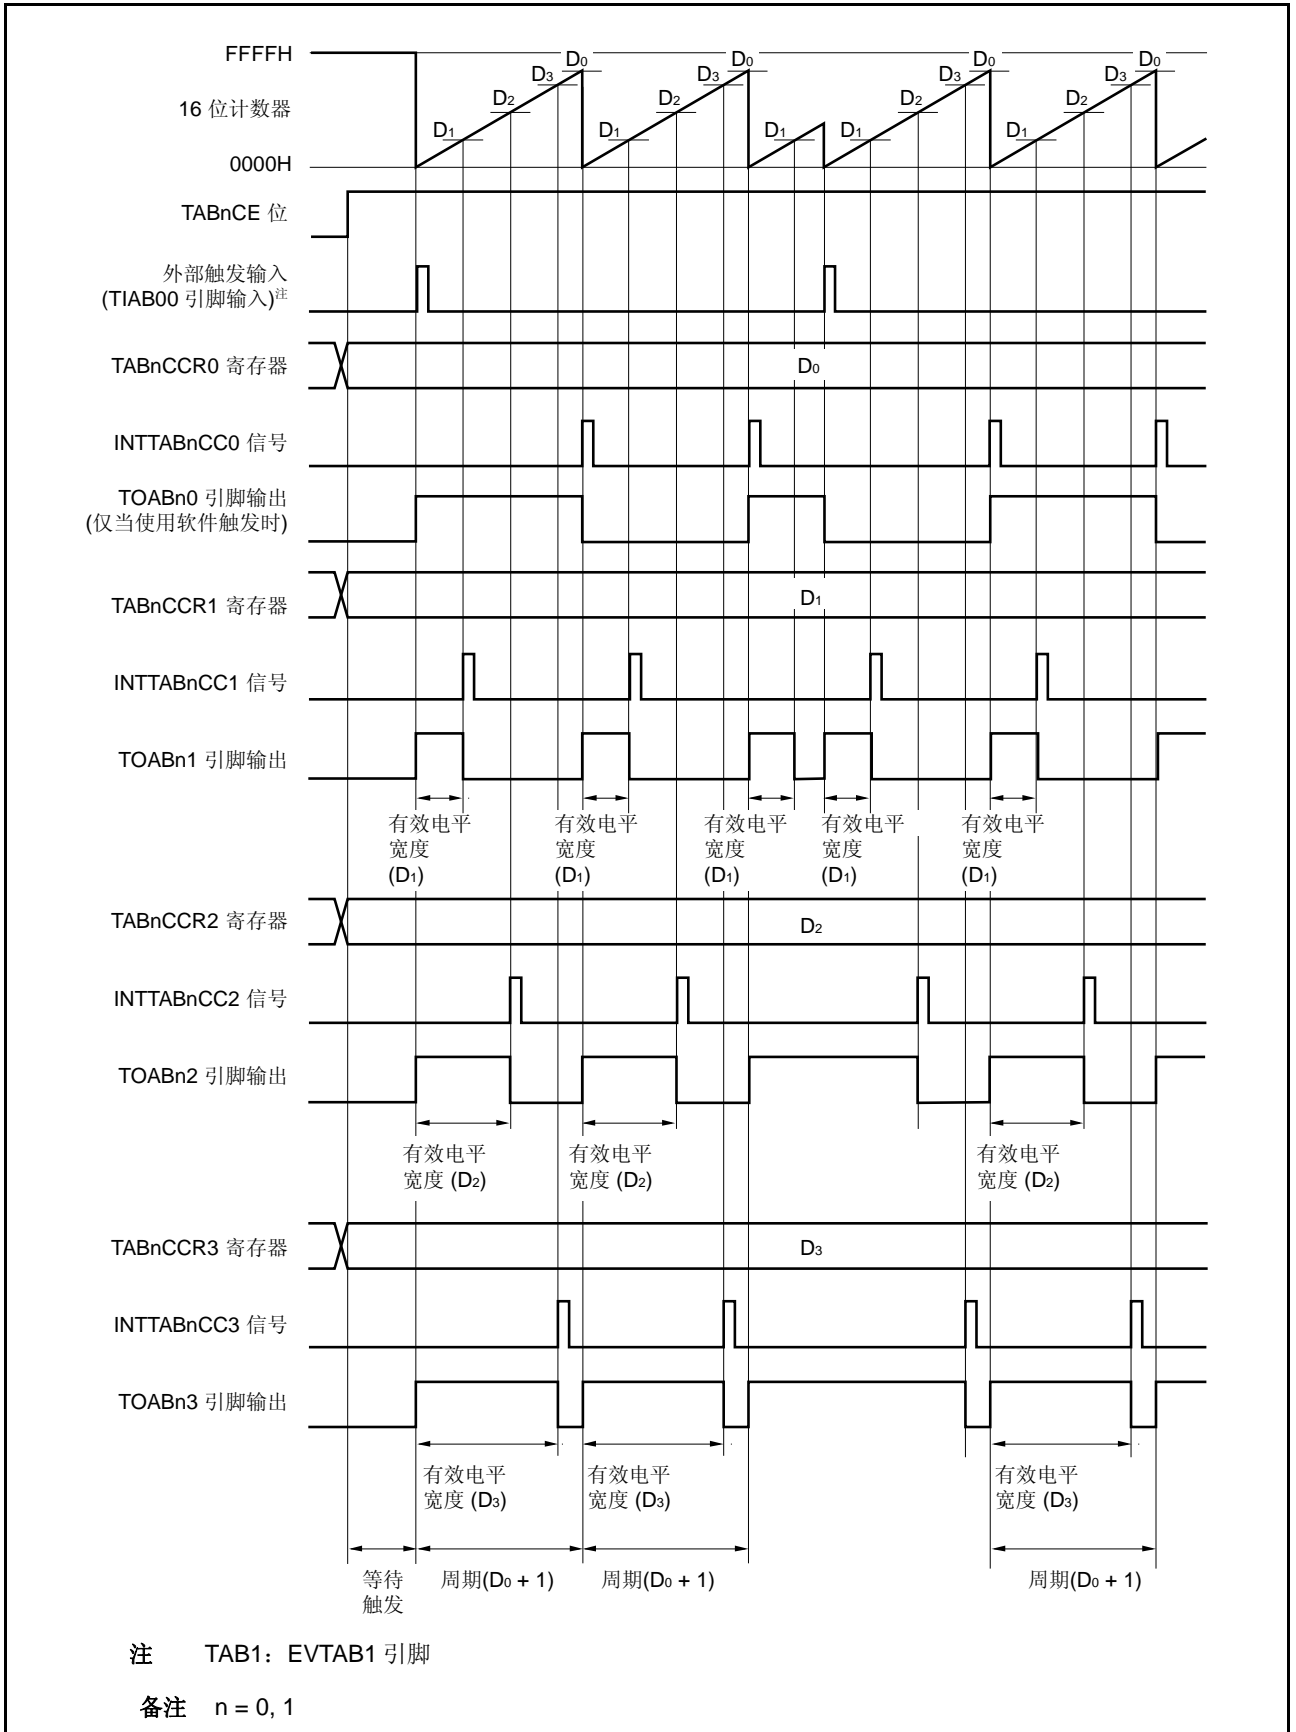 FFFFH
D0 D0 D0 D0
D3 D3 D3 D3
D2 D2 D2 D2
16 位计数器
D1 D1 D1 D1 D1
0000H
TABnCE 位
外部触发输入
(TIAB00 引脚输入)注
TABnCCR0 寄存器
D0
INTTABnCC0 信号
TOABn0 引脚输出
(仅当使用软件触发时)
TABnCCR1 寄存器
D1
INTTABnCC1 信号
TOABn1 引脚输出
有效电平 有效电平 有效电平 有效电平 有效电平
宽度 宽度 宽度 宽度 宽度
(D1) (D1) (D1) (D1) (D1)
TABnCCR2 寄存器
D2
INTTABnCC2 信号
TOABn2 引脚输出
有效电平 有效电平 有效电平
宽度 (D2) 宽度 (D2) 宽度 (D2)
TABnCCR3 寄存器
D3
INTTABnCC3 信号
TOABn3 引脚输出
有效电平 有效电平 有效电平
宽度 (D3) 宽度 (D3) 宽度 (D3)
等待 周期(D0 + 1) 周期(D0 + 1) 周期(D0 + 1)
触发
注 TAB1：EVTAB1 引脚
备注 n = 0, 1